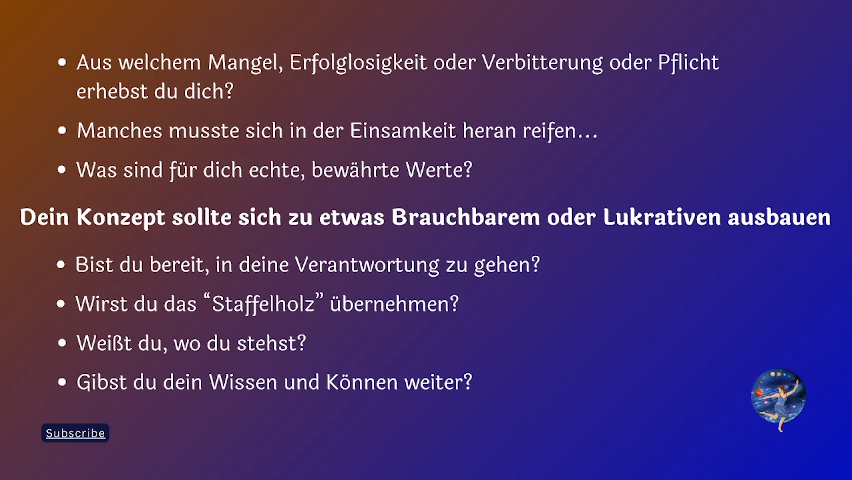 • Aus welchem Mangel, Erfolglosigkeit oder Verbitterung oder Pflicht
erhebst du dich?
• Manches musste sich in der Einsamkeit heran reifen...
• Was sind für dich echte, bewährte Werte?
Dein Konzept sollte sich zu etwas Brauchbarem oder Lukrativen ausbauen
• Bist du bereit, in deine Verantwortung zu gehen?
• Wirst du das “Staffelholz” übernehmen?
• Weißt du, wo du stehst?
• Gibst du dein Wissen und Können weiter?
Subscribe